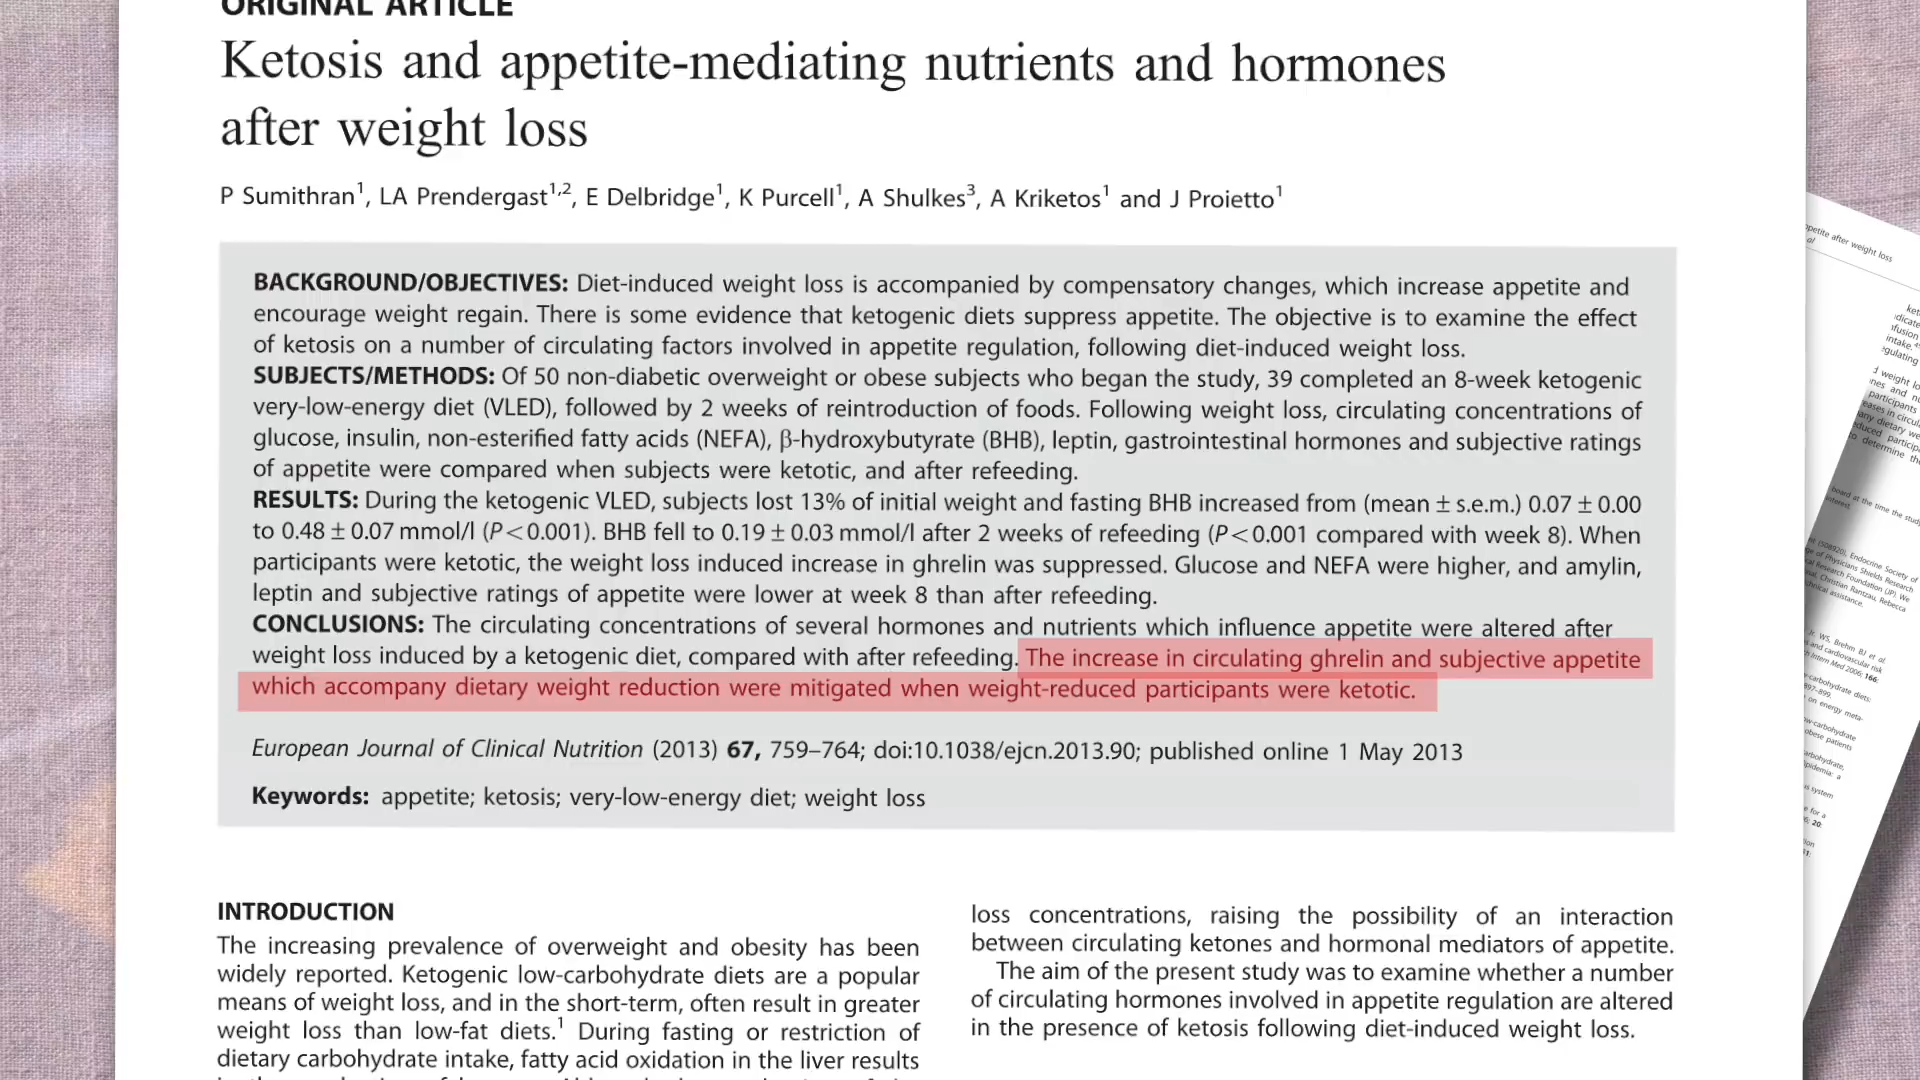 ORIGINAL ARTICLE
Ketosis and appetite-mediating nutrients and hormones
after weight loss
P Sumithran1, LA Prendergast1,2, E Delbridge1, K Purcell1, A Shulkes3, A Kriketos1 and J Proietto1
BACKGROUND/OBJECTIVES: Diet-induced weight loss is accompanied by compensatory changes, which increase appetite and
encourage weight regain. There is some evidence that ketogenic diets suppress appetite. The objective is to examine the effect
of ketosis on a number of circulating factors involved in appetite regulation, following diet-induced weight loss.
SUBJECTS/METHODS: Of 50 non-diabetic overweight or obese subjects who began the study, 39 completed an 8-week ketogenic
very-low-energy diet (VLED), followed by 2 weeks of reintroduction of foods. Following weight loss, circulating concentrations of
glucose, insulin, non-esterified fatty acids (NEFA), β-hydroxybutyrate (BHB), leptin, gastrointestinal hormones and subjective ratings
of appetite were compared when subjects were ketotic, and after refeeding.
RESULTS: During the ketogenic VLED, subjects lost 13% of initial weight and fasting BHB increased from (mean ± s.e.m.) 0.07 ± 0.00
to 0.48 ± 0.07 mmol/l (P < 0.001). BHB fell to 0.19 ± 0.03 mmol/l after 2 weeks of refeeding (P < 0.001 compared with week 8). When
participants were ketotic, the weight loss induced increase in ghrelin was suppressed. Glucose and NEFA were higher, and amylin,
leptin and subjective ratings of appetite were lower at week 8 than after refeeding.
CONCLUSIONS: The circulating concentrations of several hormones and nutrients which influence appetite were altered after
weight loss induced by a ketogenic diet, compared with after refeeding. The increase in circulating ghrelin and subjective appetite
which accompany dietary weight reduction were mitigated when weight-reduced participants were ketotic.
European Journal of Clinical Nutrition (2013) 67, 759–764; doi:10.1038/ejcn.2013.90; published online 1 May 2013
Keywords: appetite; ketosis; very-low-energy diet; weight loss
INTRODUCTION
The increasing prevalence of overweight and obesity has been
widely reported. Ketogenic low-carbohydrate diets are a popular
means of weight loss, and in the short-term, often result in greater
weight loss than low-fat diets.1 During fasting or restriction of
dietary carbohydrate intake, fatty acid oxidation in the liver results
loss concentrations, raising the possibility of an interaction
between circulating ketones and hormonal mediators of appetite.
The aim of the present study was to examine whether a number
of circulating hormones involved in appetite regulation are altered
in the presence of ketosis following diet-induced weight loss.
appetite after weight loss